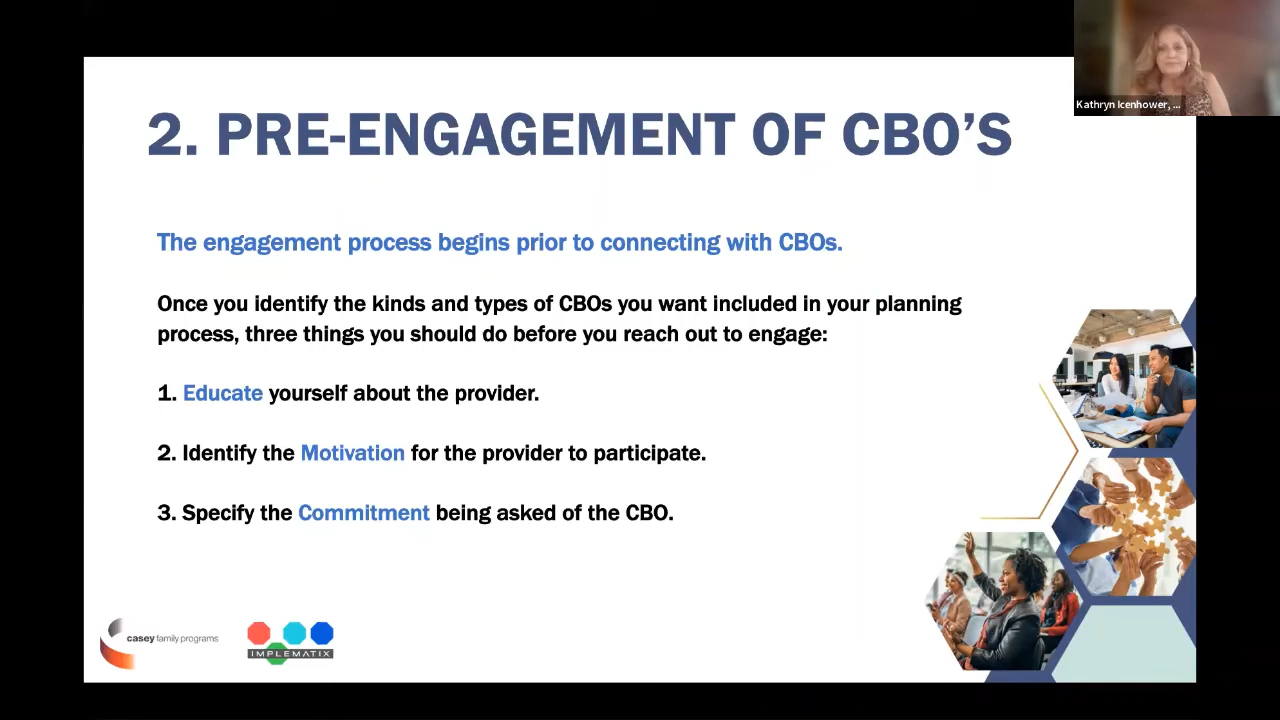 Kathryn Icenhower, ...
2. PRE-ENGAGEMENT OF CBO’S
The engagement process begins prior to connecting with CBOs.
Once you identify the kinds and types of CBOs you want included in your planning
process, three things you should do before you reach out to engage:
1. Educate yourself about the provider.
2. Identify the Motivation for the provider to participate.
3. Specify the Commitment being asked of the CBO.
casey family programs
IMPLEMATIX